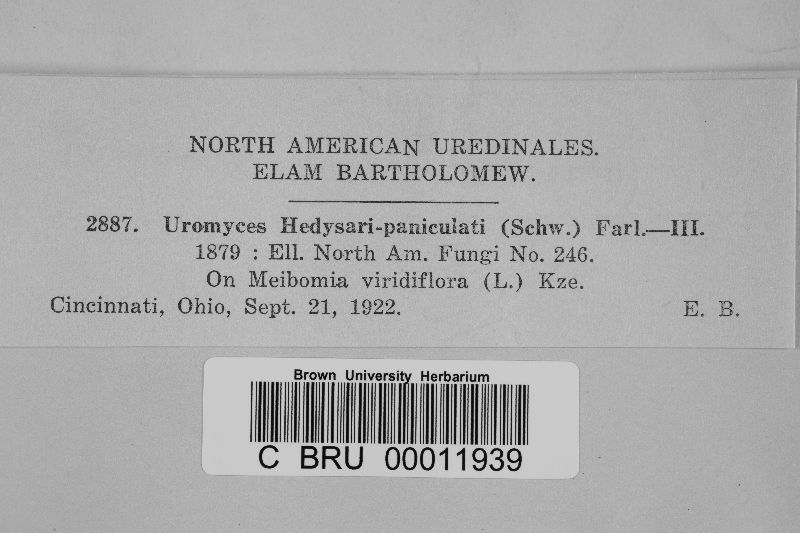 NORTH AMERICAN UREDINALES.
ELAM BARTHOLOMEW.
2887. Uromyces Hedysari-paniculati (Schw.) Farl.—III.
1879 : Ell. North Am. Fungi No. 246.
On Meibomia viridiflora (L.) Kze.
Cincinnati, Ohio, Sept. 21, 1922. E. B.
Brown University Herbarium
C BRU 00011939